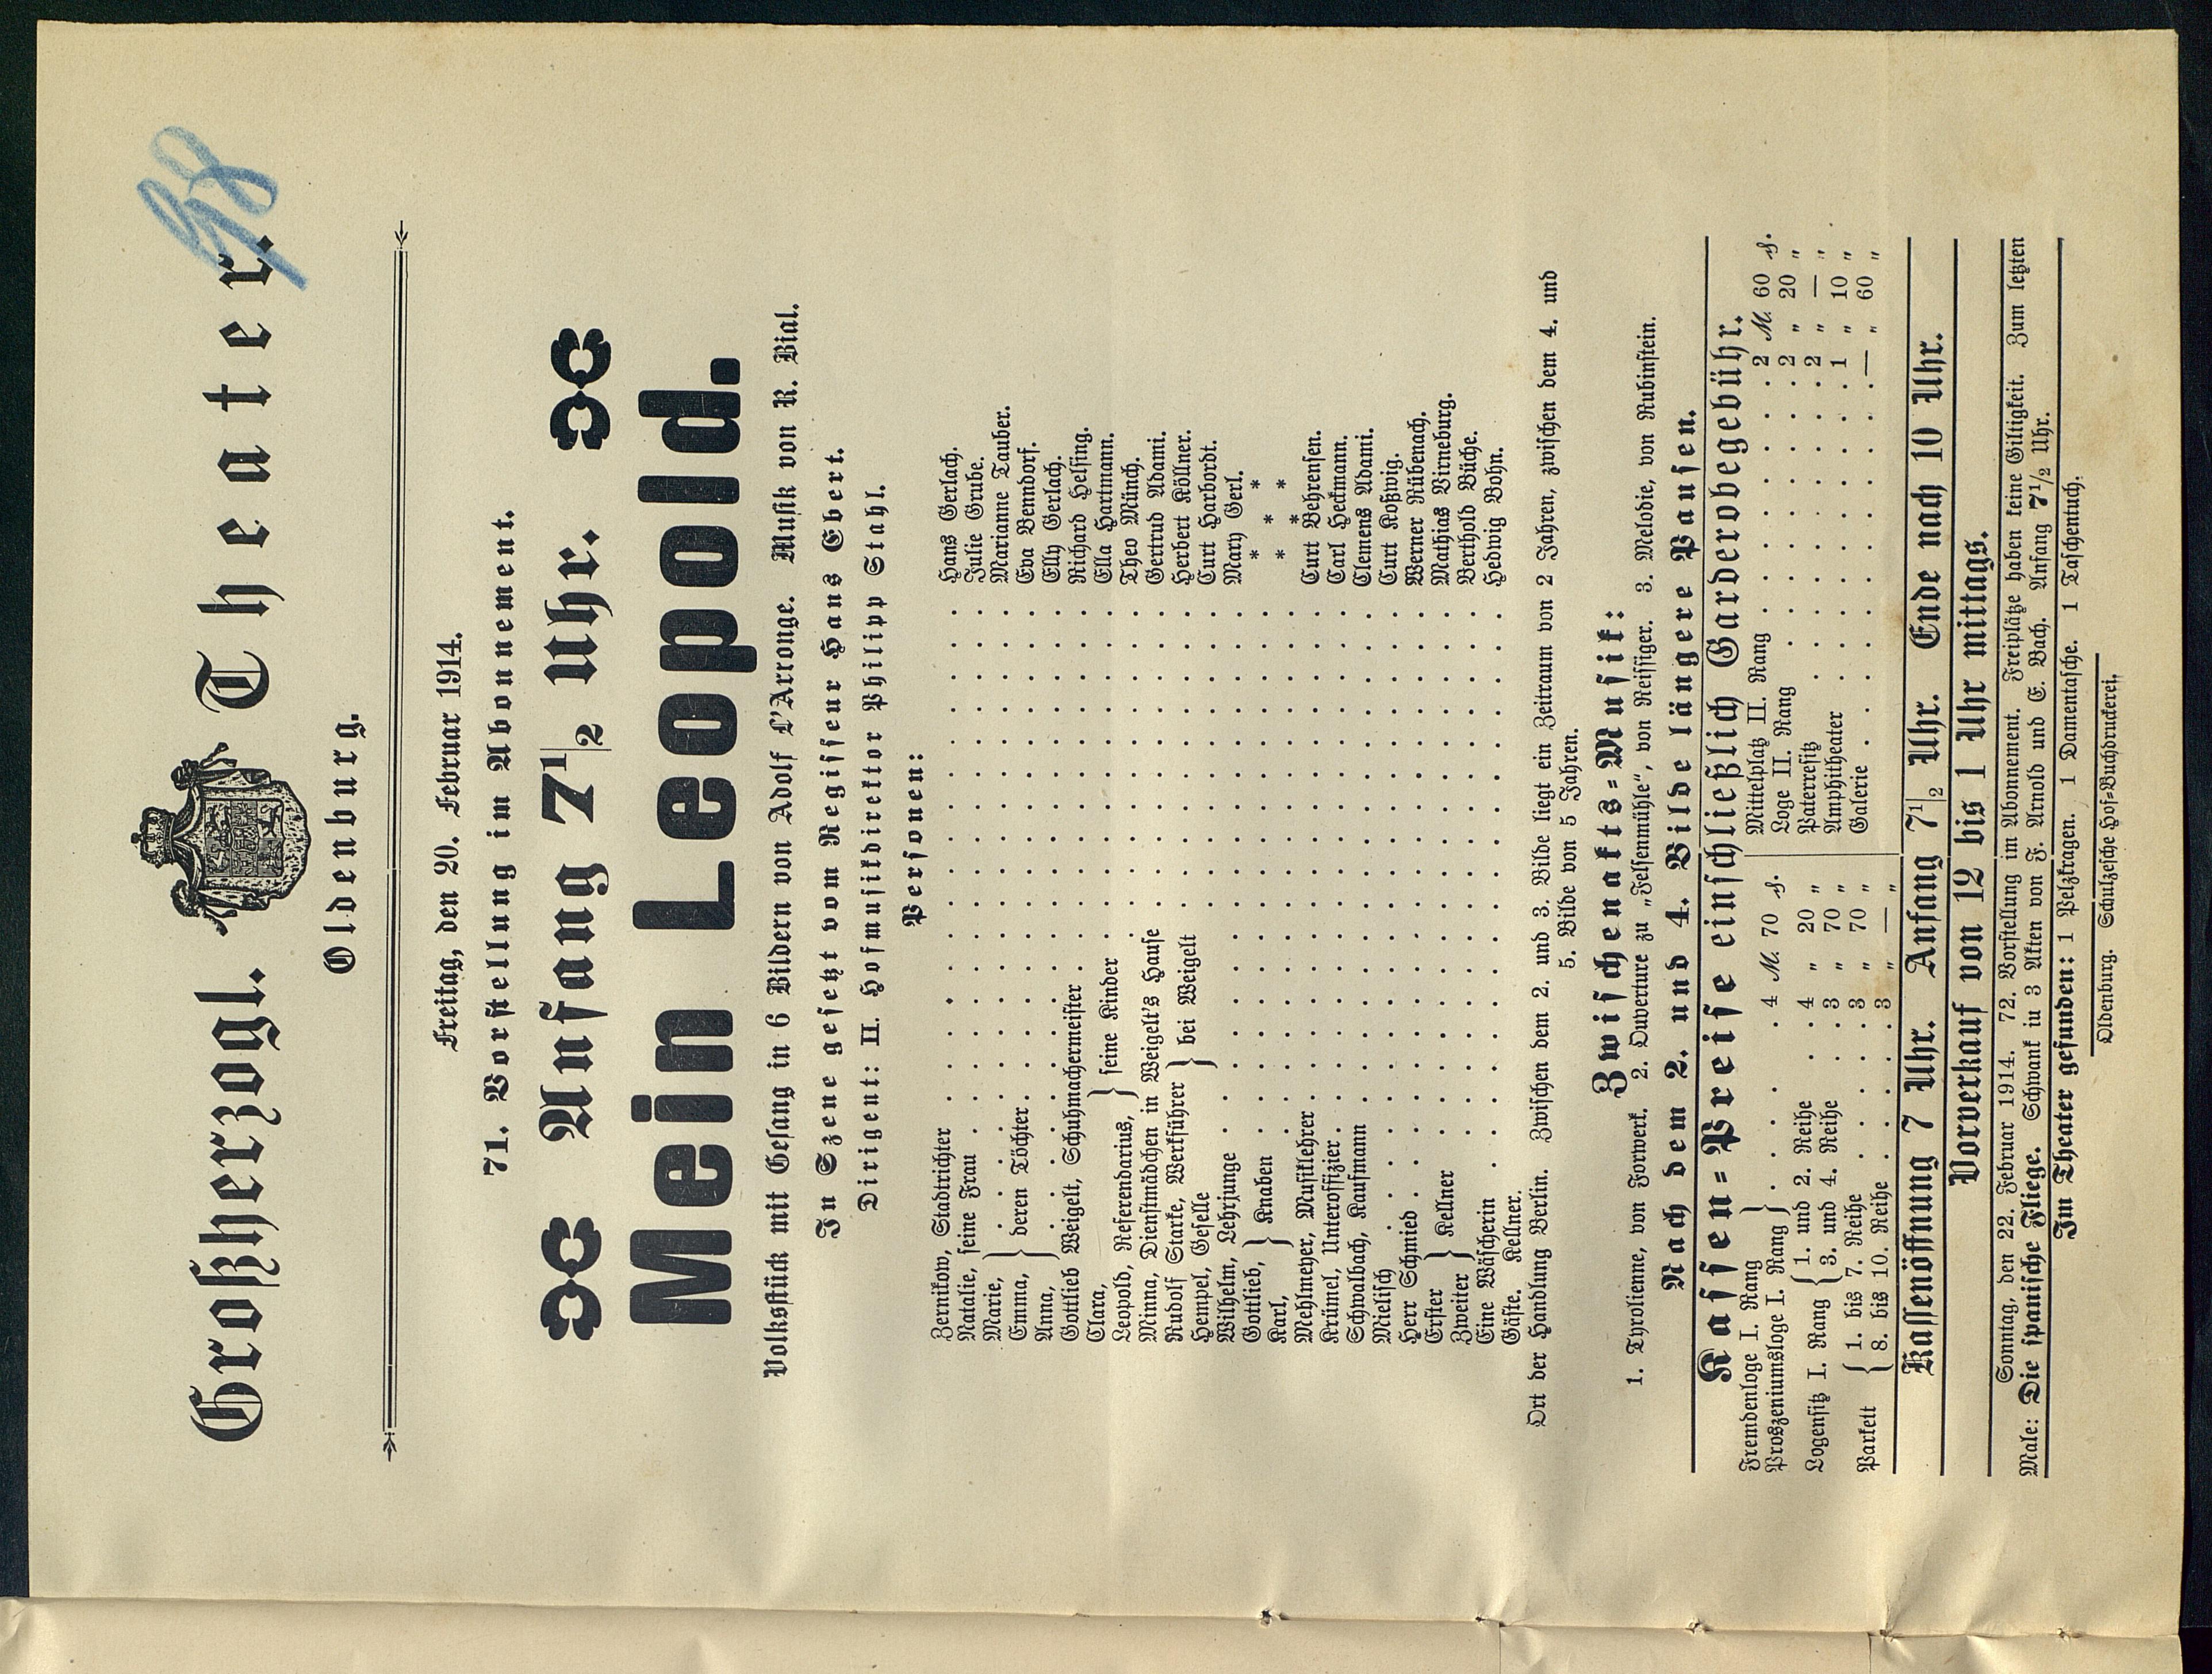 Großherzogl. Theater.
Oldenburg.
Freitag, den 20. Februar 1914.
71. Vorstellung im Abonnement.
Anfang 7 1/2 Uhr.
Mein Leopold.
Volksstück mit Gesang in 6 Bildern von Adolf L'Arronge. Musik von R. Bial.
In Szene gesetzt vom Regisseur Hans Ebert.
Dirigent: II. Hofmusikdirektor Philipp Stahl.
Personen:
Zernikow, Stadtrichter . . . Hans Gerlach.
Natalie, seine Frau . . . Julie Grube.
Marie, } . . . Marianne Tauber.
Emma, } deren Töchter . . . Eva Benndorf.
Anna, } . . . Elly Gerlach.
Gottlieb Weigelt, Schuhmachermeister . . . Richard Helsing.
Clara, } seine Kinder . . . Ella Hartmann.
Leopold, Referendarius, } . . . Theo Münch.
Minna, Dienstmädchen in Weigelt's Hause . . . Gertrud Adami.
Rudolf Starke, Werkführer } bei Weigelt . . . Herbert Köllner.
Hempel, Geselle } . . . Curt Harbordt.
Wilhelm, Lehrjunge . . . Mary Gerl.
Gottlieb, } Knaben . . . * * *
Karl, } . . . * * *
Mehlmeyer, Musiklehrer . . . Curt Behrensen.
Krümel, Unteroffizier . . . Carl Heckmann.
Schwalbach, Kaufmann . . . Clemens Adami.
Mielisch . . . Curt Koßwig.
Herr Schmied . . . Werner Rübenach.
Erster } Kellner . . . Mathias Virneburg.
Zweiter } . . . Berthold Büche.
Eine Wäscherin . . . Hedwig Bohn.
Gäste. Kellner.
Ort der Handlung Berlin. Zwischen dem 2. und 3. Bilde liegt ein Zeitraum von 2 Jahren, zwischen dem 4. und
5. Bilde von 5 Jahren.
Zwischenakts-Musik:
1. Tyrolienne, von Forwerk. 2. Ouverture zu „Felsenmühle“, von Reissiger. 3. Melodie, von Rubinstein.
Nach dem 2. und 4. Bilde längere Pausen.
Kassen-Preise einschließlich Garderobegebühr.
Fremdenloge I. Rang } . . . 4 M. 70 ₰.
Proszeniumsloge I. Rang }
Logensitz I. Rang { 1. und 2. Reihe . . 4 „ 20 „
{ 3. und 4. Reihe . . 3 „ 70 „
Parkett { 1. bis 7. Reihe . . . 3 „ 70 „
{ 8. bis 10. Reihe . . . 3 „ — „
Mittelplatz II. Rang . . . 2 M. 60 ₰.
Loge II. Rang . . . 2 „ 20 „
Paterresitz . . . 2 „ — „
Amphitheater . . . 1 „ 10 „
Galerie . . . — „ 60 „
Kassenöffnung 7 Uhr. Anfang 7 1/2 Uhr. Ende nach 10 Uhr.
Vorverkauf von 12 bis 1 Uhr mittags.
Sonntag, den 22. Februar 1914. 72. Vorstellung im Abonement. Freiplätze haben keine Giltigkeit. Zum letzten
Male: Die spanische Fliege. Schwank in 3 Akten von F. Arnold und E. Bach. Anfang 7 1/2 Uhr.
Im Theater gefunden: 1 Pelzkragen. 1 Damentasche. 1 Taschentuch.
Oldenburg. Schulzesche Hof-Buchdruckerei.